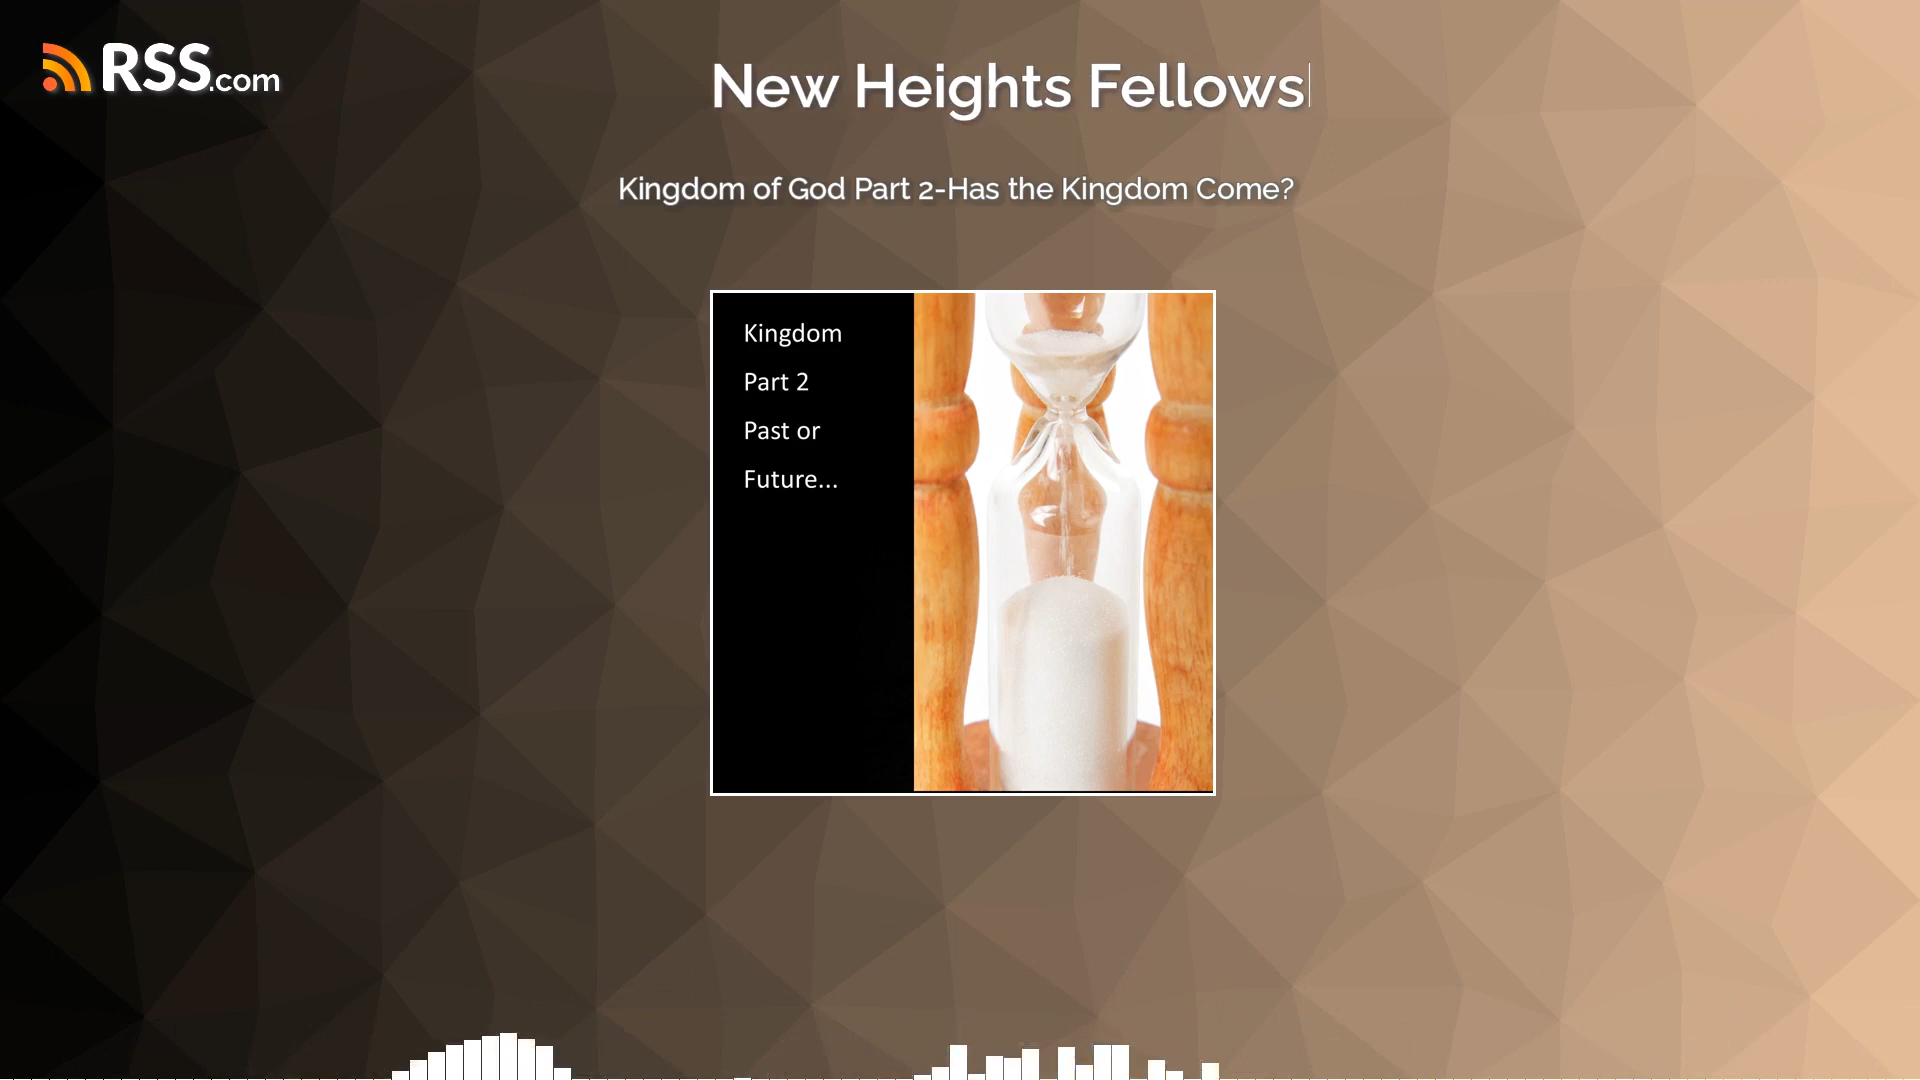 RSS.com
New Heights Fellows
Kingdom of God Part 2-Has the Kingdom Come?
Kingdom
Part 2
Past or
Future...